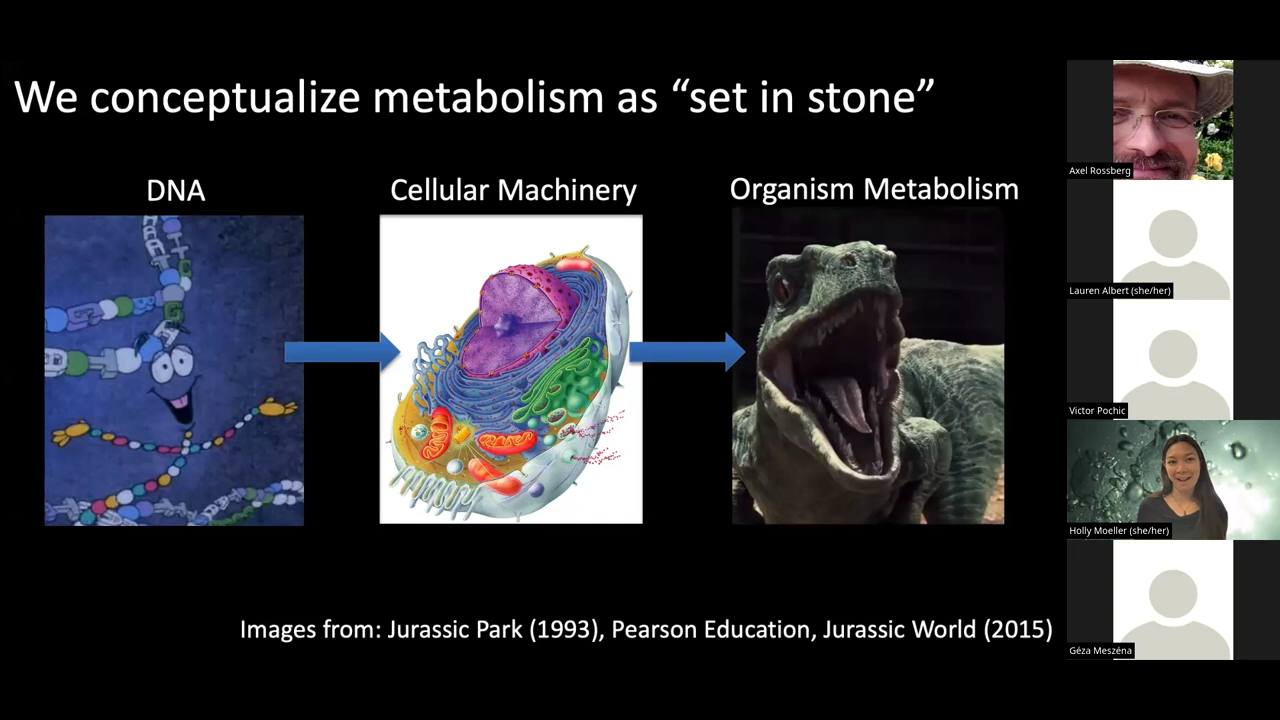 We conceptualize metabolism as “set in stone”
DNA
Cellular Machinery
Organism Metabolism
Images from: Jurassic Park (1993), Pearson Education, Jurassic World (2015)
Axel Rossberg
Lauren Albert (she/her)
Victor Pochic
Holly Moeller (she/her)
Géza Meszéna